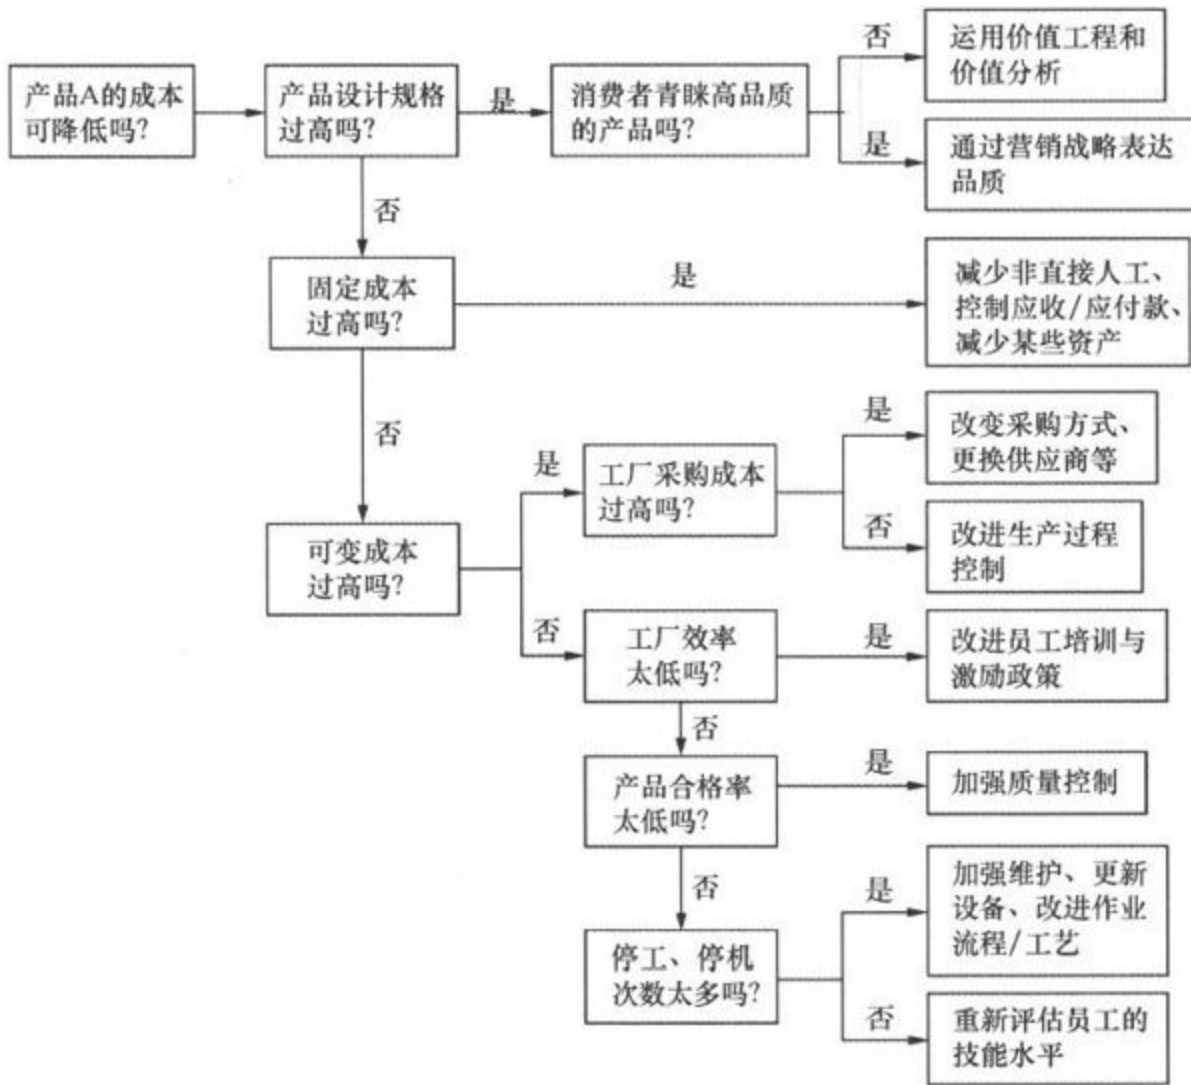 产品A的成本
可降低吗?
产品设计规格
过高吗?
是
消费者青睐高品质
的产品吗?
否
运用价值工程和
价值分析
是
通过营销战略表达
品质
否
固定成本
过高吗?
是
减少非直接人工、
控制应收/应付款、
减少某些资产
否
可变成本
过高吗?
是
工厂采购成本
过高吗?
是
改变采购方式、
更换供应商等
否
改进生产过程
控制
否
工厂效率
太低吗?
是
改进员工培训与
激励政策
否
产品合格率
太低吗?
是
加强质量控制
否
停工、停机
次数太多吗?
是
加强维护、更新
设备、改进作业
流程/工艺
否
重新评估员工的
技能水平